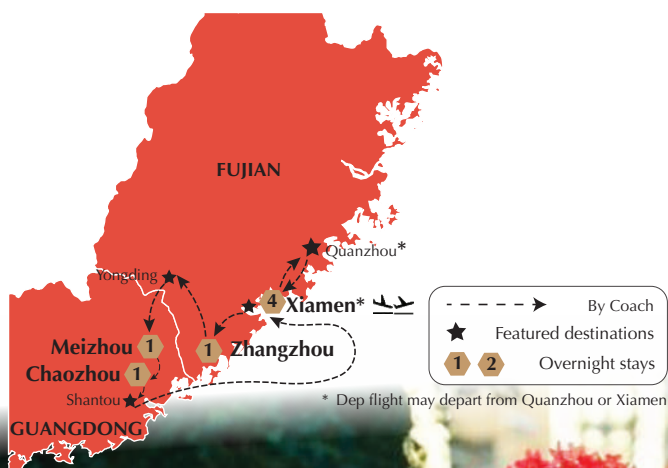 FUJIAN
Quanzhou*
Yongding
4 Xiamen*
Meizhou 1
1 Zhangzhou
Chaozhou 1
Shantou
GUANGDONG
By Coach
Featured destinations
1 2 Overnight stays
* Dep flight may depart from Quanzhou or Xiamen